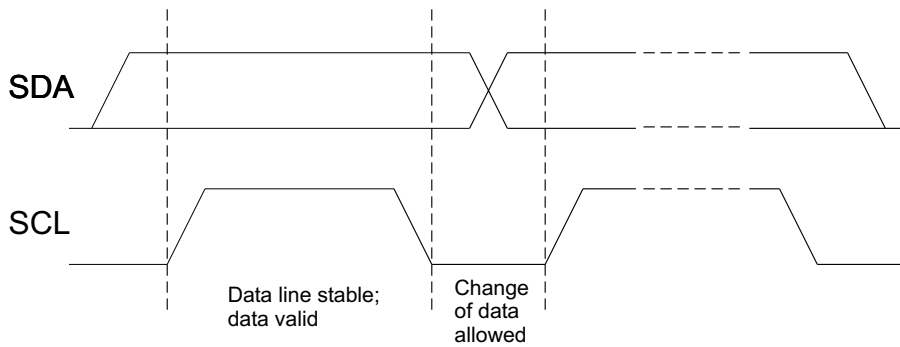 SDA
SCL
Data line stable;
data valid
Change
of data
allowed